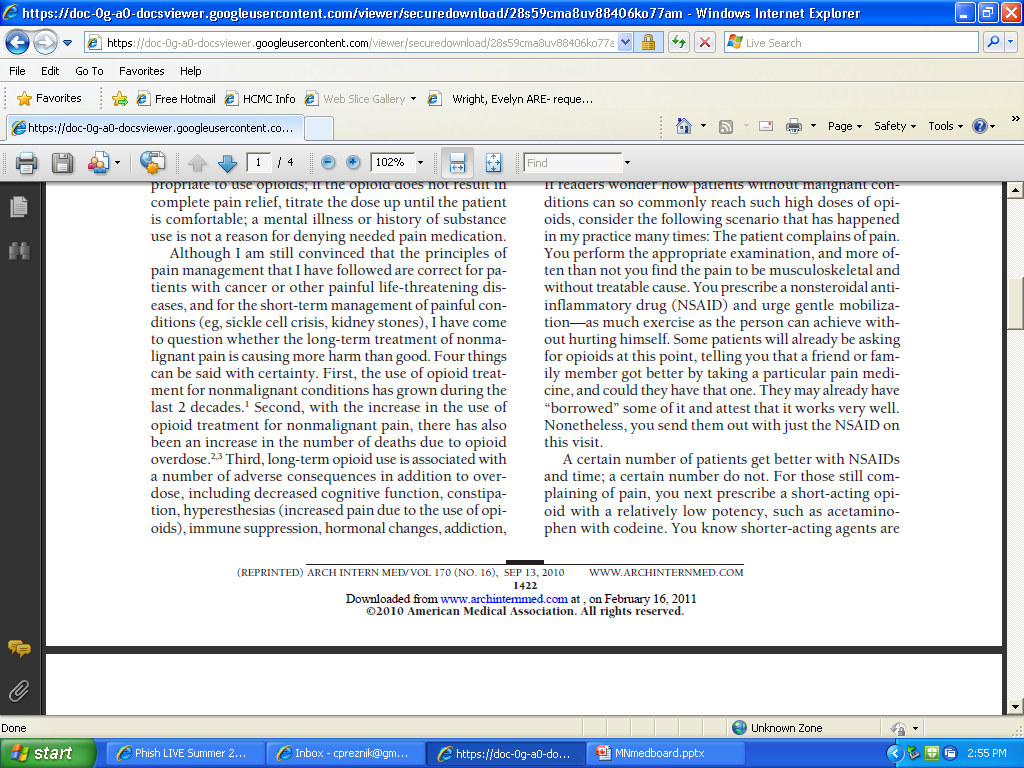 https://doc-0g-a0-docsviewer.googleusercontent.com/viewer/securedownload/28s59cma8uv88406ko77am - Windows Internet Explorer
https://doc-0g-a0-docsviewer.googleusercontent.com/viewer/securedownload/28s59cma8uv88406ko77a
Live Search
File Edit Go To Favorites Help
Favorites Free Hotmail HCMC Info Web Slice Gallery Wright, Evelyn ARE- reque...
https://doc-0g-a0-docsviewer.googleusercontent.co... Page Safety Tools
1 / 4 102% Find
propriate to use opioids; if the opioid does not result in
complete pain relief, titrate the dose up until the patient
is comfortable; a mental illness or history of substance
use is not a reason for denying needed pain medication.
Although I am still convinced that the principles of
pain management that I have followed are correct for pa-
tients with cancer or other painful life-threatening dis-
eases, and for the short-term management of painful con-
ditions (eg, sickle cell crisis, kidney stones), I have come
to question whether the long-term treatment of nonma-
lignant pain is causing more harm than good. Four things
can be said with certainty. First, the use of opioid treat-
ment for nonmalignant conditions has grown during the
last 2 decades.1 Second, with the increase in the use of
opioid treatment for nonmalignant pain, there has also
been an increase in the number of deaths due to opioid
overdose.2,3 Third, long-term opioid use is associated with
a number of adverse consequences in addition to over-
dose, including decreased cognitive function, constipa-
tion, hyperesthesias (increased pain due to the use of opi-
oids), immune suppression, hormonal changes, addiction,
If readers wonder how patients without malignant con-
ditions can so commonly reach such high doses of opi-
oids, consider the following scenario that has happened
in my practice many times: The patient complains of pain.
You perform the appropriate examination, and more of-
ten than not you find the pain to be musculoskeletal and
without treatable cause. You prescribe a nonsteroidal anti-
inflammatory drug (NSAID) and urge gentle mobiliza-
tion—as much exercise as the person can achieve with-
out hurting himself. Some patients will already be asking
for opioids at this point, telling you that a friend or fam-
ily member got better by taking a particular pain medi-
cine, and could they have that one. They may already have
“borrowed” some of it and attest that it works very well.
Nonetheless, you send them out with just the NSAID on
this visit.
A certain number of patients get better with NSAIDs
and time; a certain number do not. For those still com-
plaining of pain, you next prescribe a short-acting opi-
oid with a relatively low potency, such as acetamino-
phen with codeine. You know shorter-acting agents are
(REPRINTED) ARCH INTERN MED/VOL 170 (NO. 16), SEP 13, 2010 WWW.ARCHINTERNMED.COM
1422
Downloaded from www.archinternmed.com at , on February 16, 2011
©2010 American Medical Association. All rights reserved.
Done Unknown Zone
start Phish LIVE Summer 2... Inbox - cpreznik@gm... https://doc-0g-a0-do... MNmedboard.pptx 2:55 PM